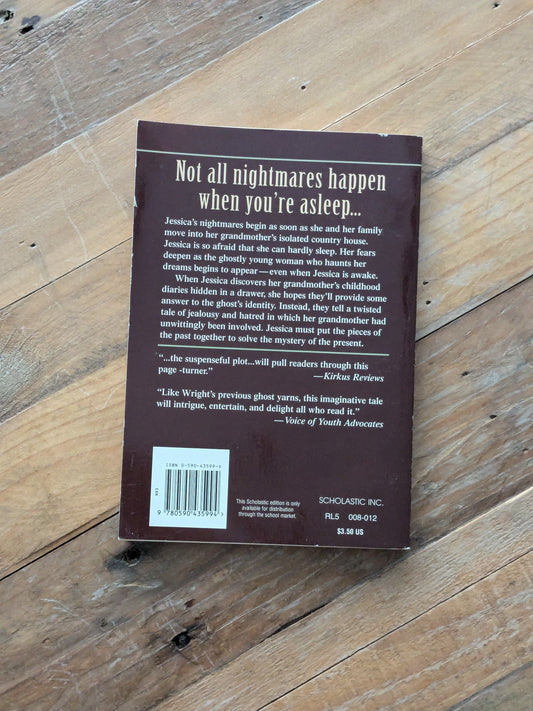 Not all nightmares happen
when you're asleep...
Jessica's nightmares begin as soon as she and her family
move into her grandmother's isolated country house.
Jessica is so afraid that she can hardly sleep. Her fears
deepen as the ghostly young woman who haunts her
dreams begins to appear—even when Jessica is awake.
When Jessica discovers her grandmother's childhood
diaries hidden in a drawer, she hopes they'll provide some
answer to the ghost's identity. Instead, they tell a twisted
tale of jealousy and hatred in which her grandmother had
unwittingly been involved. Jessica must put the pieces of
the past together to solve the mystery of the present.
"...the suspenseful plot...will pull readers through this
page -turner."
—Kirkus Reviews
"Like Wright's previous ghost yarns, this imaginative tale
will intrigue, entertain, and delight all who read it."
—Voice of Youth Advocates
ISBN 0-590-43599-4
9 780590 435994
This Scholastic edition is only
available for distribution
through the school market.
SCHOLASTIC INC.
RL5 008-012
$3.50 US